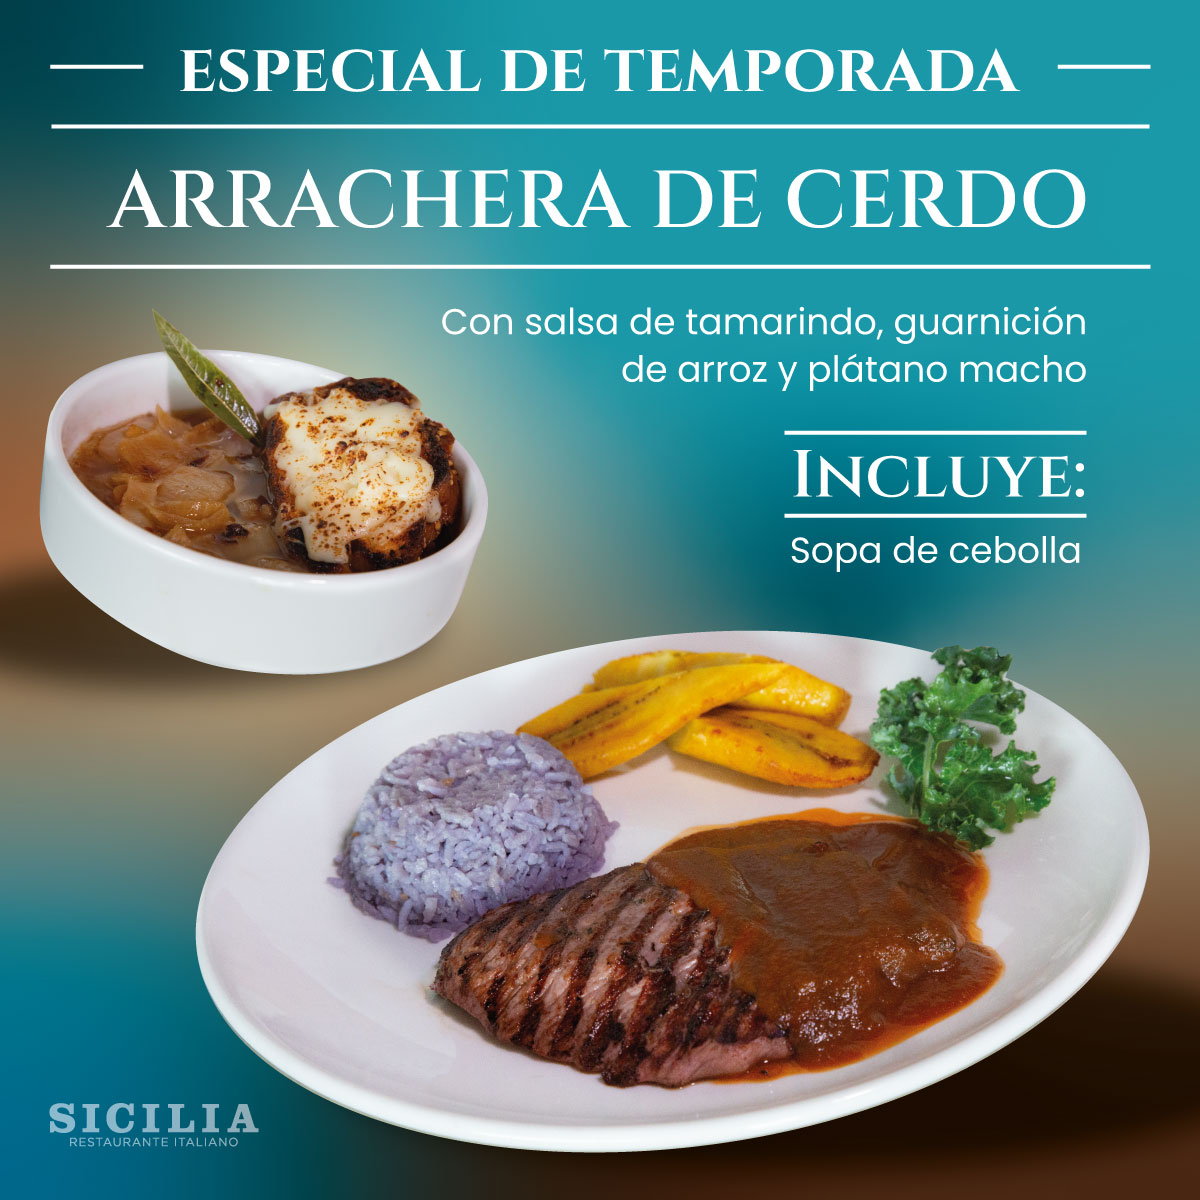 ESPECIAL DE TEMPORADA
ARRACHERA DE CERDO
Con salsa de tamarindo, guarnición
de arroz y plátano macho
INCLUYE:
Sopa de cebolla
SICILIA
RESTAURANTE ITALIANO